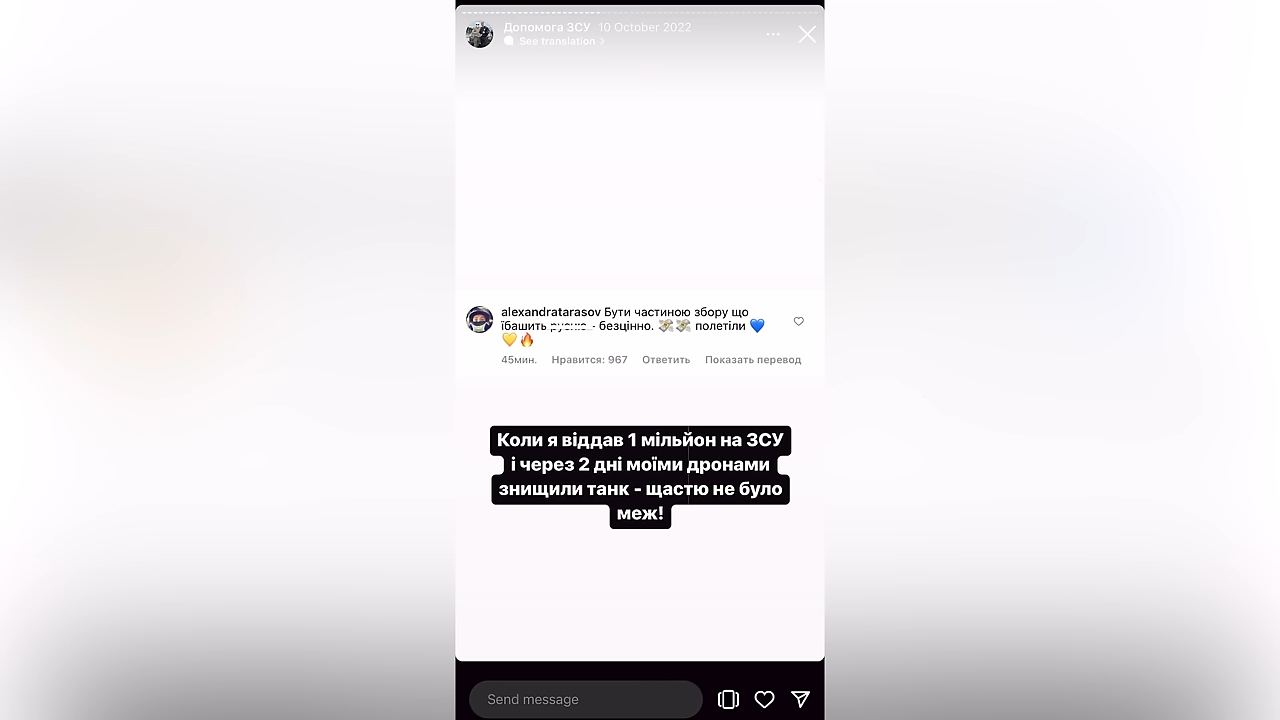 Допомога ЗСУ 10 October 2022
See translation >
alexandratarasov Бути частиною збору що
їбашить - безцінно. 💸💸 полетіли 💙
💛🔥
45мин. Нравится: 967 Ответить Показать перевод
Коли я віддав 1 мільйон на ЗСУ
і через 2 дні моїми дронами
знищили танк - щастю не було
меж!
Send message